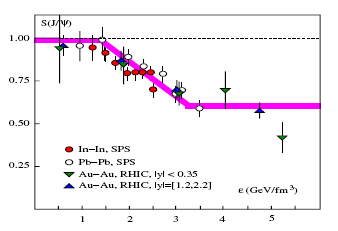 S(J/Ψ)
1.00
0.75
0.50
0.25
In−In, SPS
Pb−Pb, SPS
Au−Au, RHIC, |y|<0.35
Au−Au, RHIC, |y|=[1.2,2.2]
ε (GeV/fm³)
1 2 3 4 5